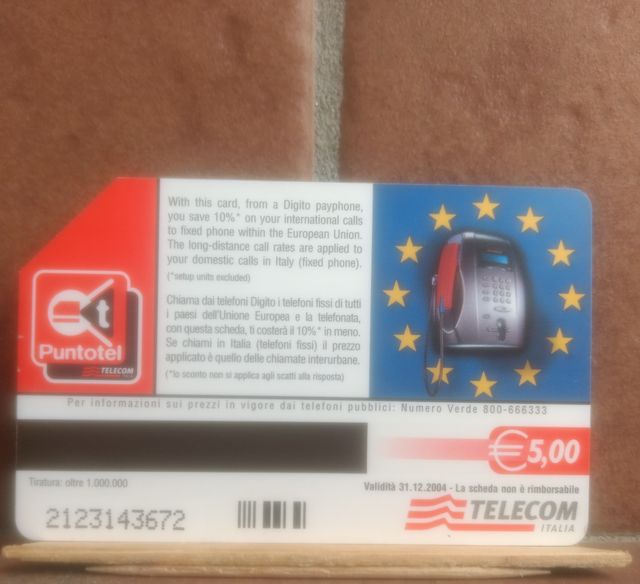 With this card, from a Digito payphone,
you save 10%* on your international calls
to fixed phone within the European Union.
The long-distance call rates are applied to
your domestic calls in Italy (fixed phone).
(*setup units excluded)
Chiama dai telefoni Digito i telefoni fissi di tutti
i paesi dell'Unione Europea e la telefonata,
con questa scheda, ti costerà il 10%* in meno.
Se chiami in Italia (telefoni fissi) il prezzo
applicato è quello delle chiamate interurbane.
(*lo sconto non si applica agli scatti alla risposta)
t
Puntotel
TELECOM
Per informazioni sui prezzi in vigore dai telefoni pubblici: Numero Verde 800-666333
€5,00
Tiratura: oltre 1.000.000
Validità 31.12.2004 - La scheda non è rimborsabile
2123143672
TELECOM
ITALIA